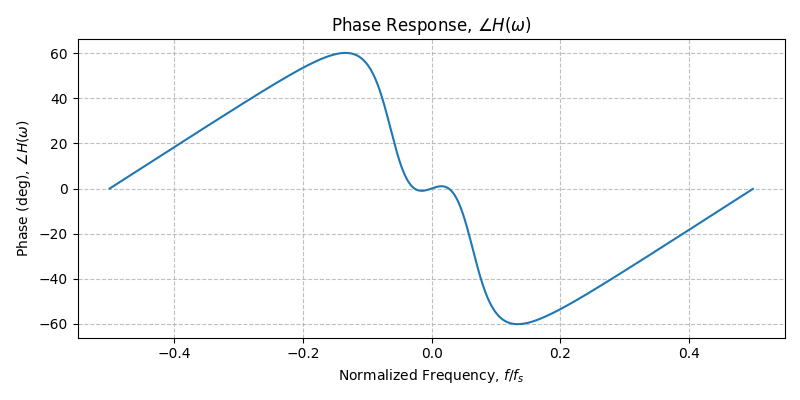 Phase Response, ∠H(ω)
Phase (deg), ∠H(ω)
60
40
20
0
−20
−40
−60
−0.4 −0.2 0.0 0.2 0.4
Normalized Frequency, f/fₛ